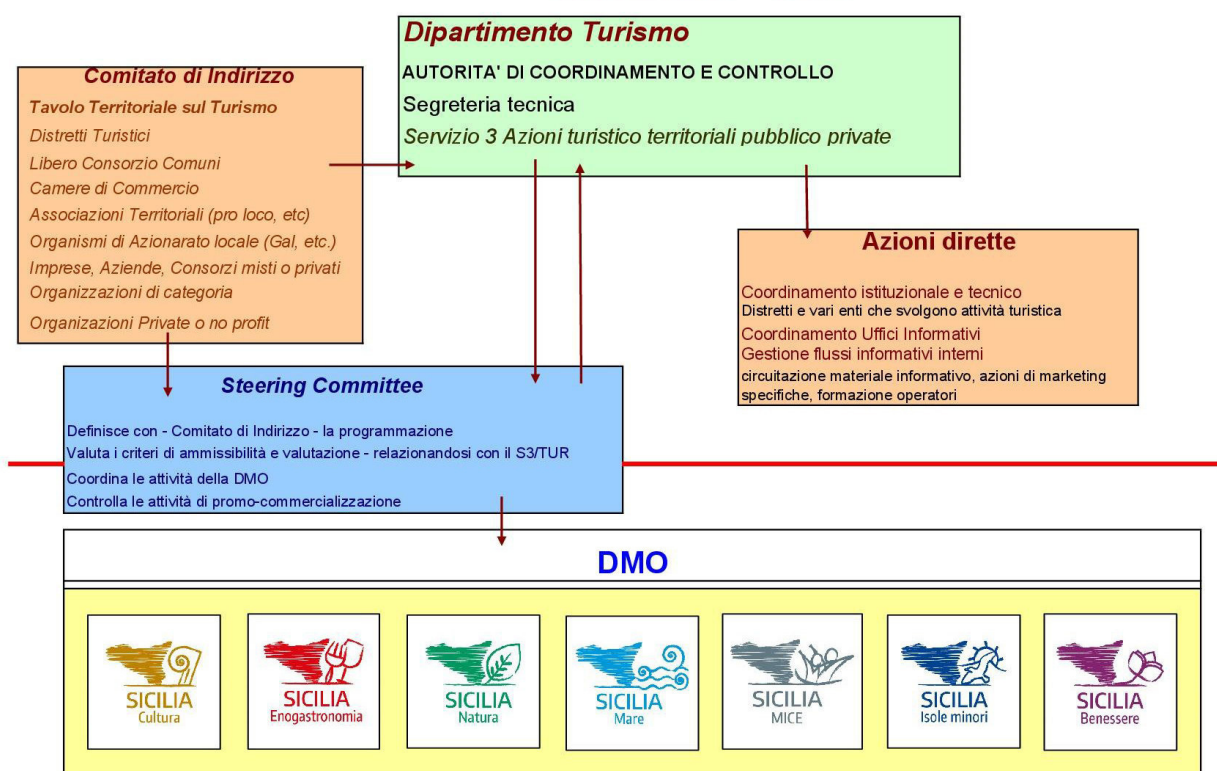 Dipartimento Turismo
AUTORITA' DI COORDINAMENTO E CONTROLLO
Segreteria tecnica
Servizio 3 Azioni turistico territoriali pubblico private
Comitato di Indirizzo
Tavolo Territoriale sul Turismo
Distretti Turistici
Libero Consorzio Comuni
Camere di Commercio
Associazioni Territoriali (pro loco, etc)
Organismi di Azionarato locale (Gal, etc.)
Imprese, Aziende, Consorzi misti o privati
Organizzazioni di categoria
Organizazioni Private o no profit
Azioni dirette
Coordinamento istituzionale e tecnico
Distretti e vari enti che svolgono attività turistica
Coordinamento Uffici Informativi
Gestione flussi informativi interni
circuitazione materiale informativo, azioni di marketing
specifiche, formazione operatori
Steering Committee
Definisce con - Comitato di Indirizzo - la programmazione
Valuta i criteri di ammissibilità e valutazione - relazionandosi con il S3/TUR
Coordina le attività della DMO
Controlla le attività di promo-commercializzazione
DMO
SICILIA
Cultura
SICILIA
Enogastronomia
SICILIA
Natura
SICILIA
Mare
SICILIA
MICE
SICILIA
Isole minori
SICILIA
Benessere